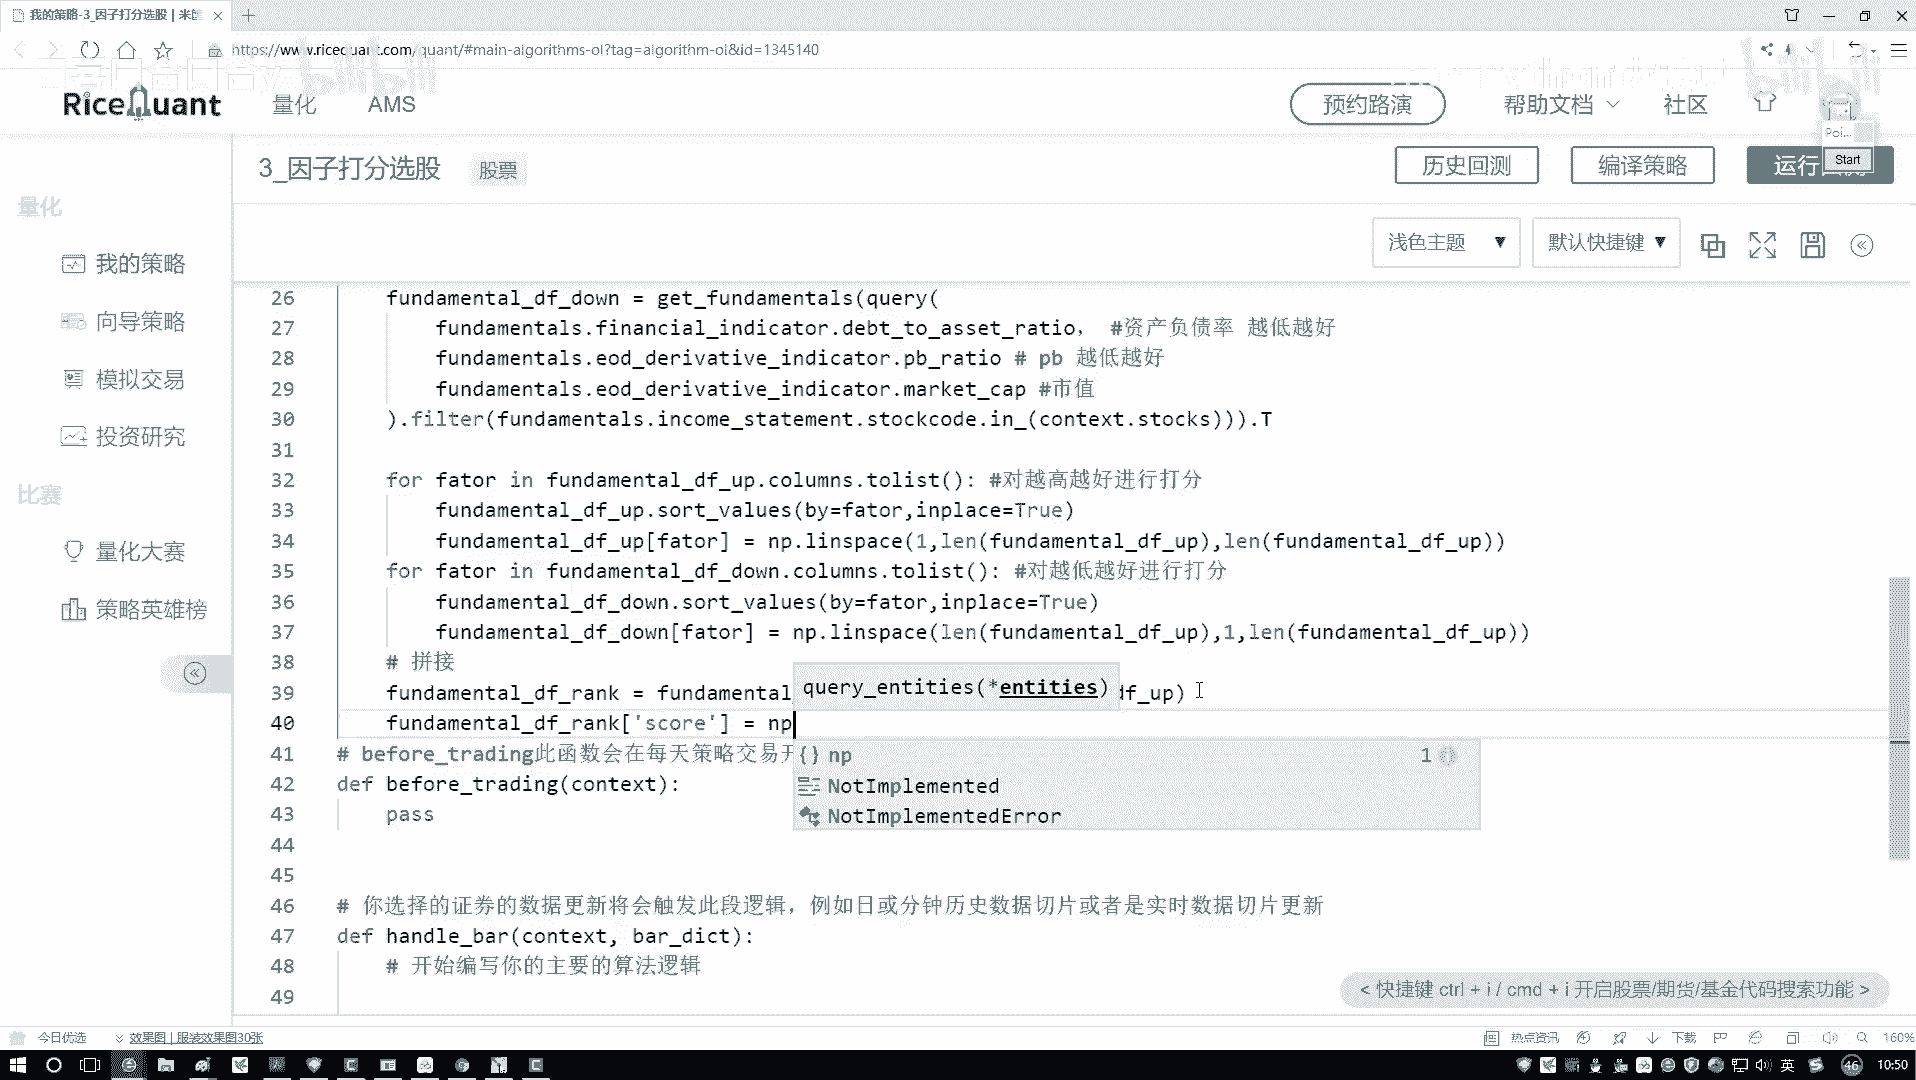 我的策略-3_因子打分选股 | 米
https://www.ricequant.com/quant/#main-algorithms-ol?tag=algorithm-ol&id=1345140
RiceQuant
量化
AMS
预约路演
帮助文档
社区
Poi...
Start
3_因子打分选股
股票
历史回测
编译策略
运行
量化
我的策略
向导策略
模拟交易
投资研究
比赛
量化大赛
策略英雄榜
浅色主题 ▼
默认快捷键 ▼
26 fundamental_df_down = get_fundamentals(query(
27 fundamentals.financial_indicator.debt_to_asset_ratio， #资产负债率 越低越好
28 fundamentals.eod_derivative_indicator.pb_ratio # pb 越低越好
29 fundamentals.eod_derivative_indicator.market_cap #市值
30 ).filter(fundamentals.income_statement.stockcode.in_(context.stocks))).T
31
32 for fator in fundamental_df_up.columns.tolist(): #对越高越好进行打分
33 fundamental_df_up.sort_values(by=fator,inplace=True)
34 fundamental_df_up[fator] = np.linspace(1,len(fundamental_df_up),len(fundamental_df_up))
35 for fator in fundamental_df_down.columns.tolist(): #对越低越好进行打分
36 fundamental_df_down.sort_values(by=fator,inplace=True)
37 fundamental_df_down[fator] = np.linspace(len(fundamental_df_up),1,len(fundamental_df_up))
38 # 拼接
39 fundamental_df_rank = fundamental df_up)
query_entities(*entities)
40 fundamental_df_rank['score'] = np
41 # before_trading此函数会在每天策略交易开
{} np 1
42 def before_trading(context):
NotImplemented
43 pass
NotImplementedError
44
45
46 # 你选择的证券的数据更新将会触发此段逻辑，例如日或分钟历史数据切片或者是实时数据切片更新
47 def handle_bar(context, bar_dict):
48 # 开始编写你的主要的算法逻辑
49
< 快捷键 ctrl + i / cmd + i 开启股票/期货/基金代码搜索功能 >
今日优选
效果图 | 服装效果图30张
热点资讯
下载
160%
英
46
10:50